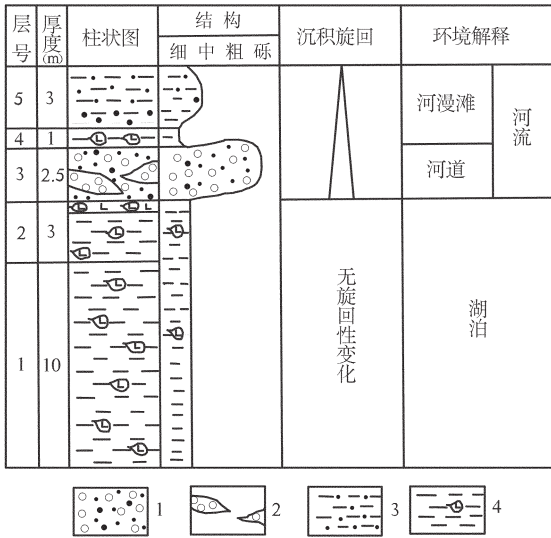 层号 厚度(m) 柱状图 结构 沉积旋回 环境解释
细 中 粗 砾
5 3 河漫滩 河流
4 1
3 2.5 河道
2 3
1 10 无旋回性变化 湖泊
1 2 3 4